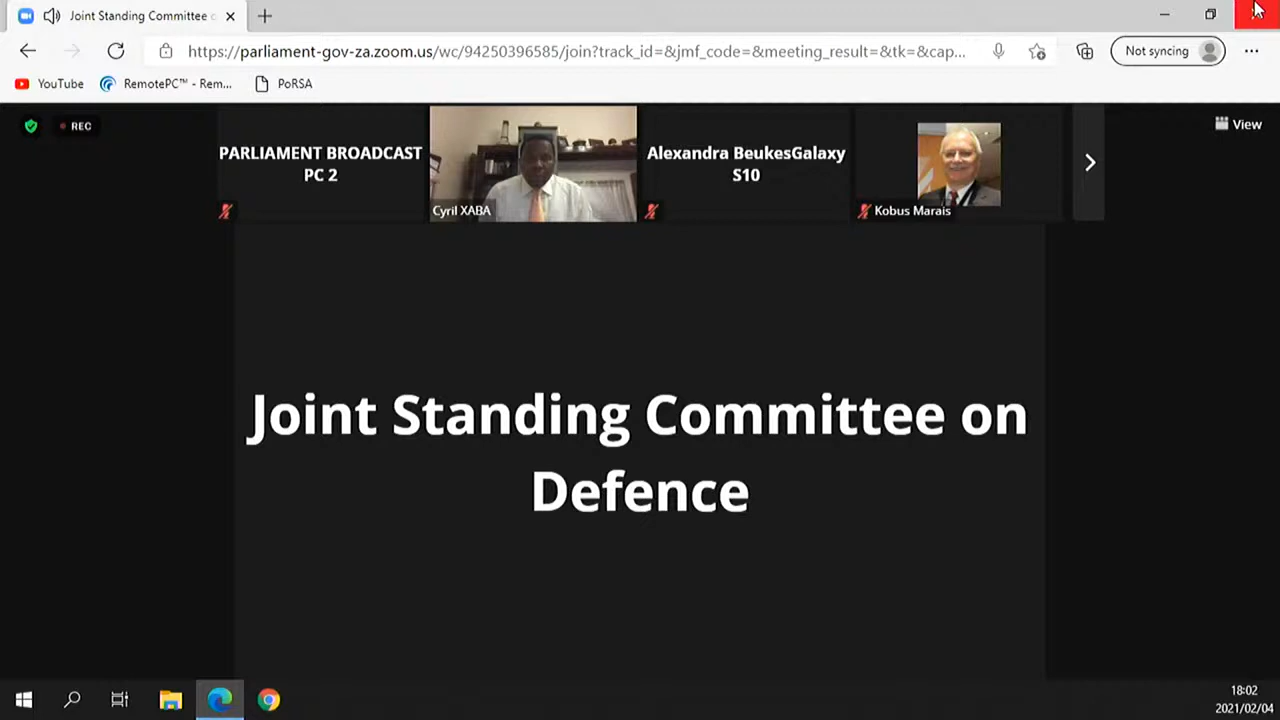 Joint Standing Committee o
https://parliament-gov-za.zoom.us/wc/94250396585/join?track_id=&jmf_code=&meeting_result=&tk=&cap...
Not syncing
YouTube
RemotePC™ - Rem...
PoRSA
REC
View
PARLIAMENT BROADCAST
PC 2
Cyril XABA
Alexandra BeukesGalaxy
S10
Kobus Marais
Joint Standing Committee on
Defence
18:02
2021/02/04